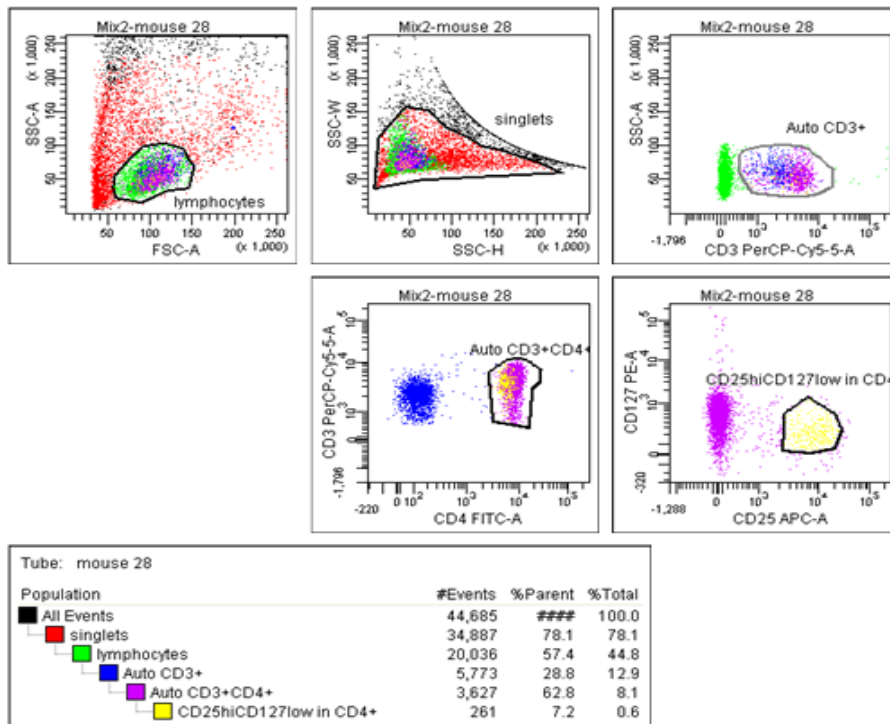 Mix2-mouse 28
SSC-A
(x 1,000)
50 100 150 200 250
lymphocytes
50 100 150 200 250
FSC-A
(x 1,000)
Mix2-mouse 28
SSC-W
(x 1,000)
50 100 150 200 250
singlets
50 100 150 200 250
SSC-H
(x 1,000)
Mix2-mouse 28
SSC-A
(x 1,000)
50 100 150 200 250
Auto CD3+
-1,796
10^3 10^4 10^5
CD3 PerCP-Cy5-5-A
Mix2-mouse 28
CD3 PerCP-Cy5-5-A
-1,796
10^3 10^4 10^5
Auto CD3+CD4+
-220
0 10^2 10^3 10^4 10^5
CD4 FITC-A
Mix2-mouse 28
CD127 PE-A
-320
0 10^3 10^4 10^5
CD25hiCD127low in CD4
-1,288
0 10^3 10^4 10^5
CD25 APC-A
Tube: mouse 28
Population #Events %Parent %Total
All Events 44,685 #### 100.0
singlets 34,887 78.1 78.1
lymphocytes 20,036 57.4 44.8
Auto CD3+ 5,773 28.8 12.9
Auto CD3+CD4+ 3,627 62.8 8.1
CD25hiCD127low in CD4+ 261 7.2 0.6